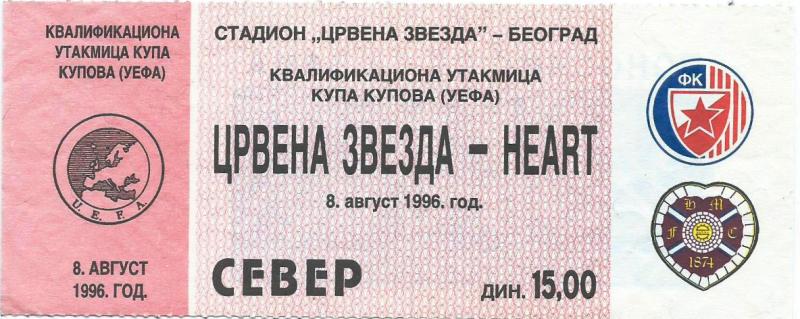 КВАЛИФИКАЦИОНА
УТАКМИЦА КУПА
КУПОВА (УЕФА)
U.E.F.A.
8. АВГУСТ
1996. ГОД.
СТАДИОН „ЦРВЕНА ЗВЕЗДА” – БЕОГРАД
КВАЛИФИКАЦИОНА УТАКМИЦА
КУПА КУПОВА (УЕФА)
ЦРВЕНА ЗВЕЗДА – HEART
8. август 1996. год.
СЕВЕР
ДИН. 15,00
ФК
H M
F C
1874